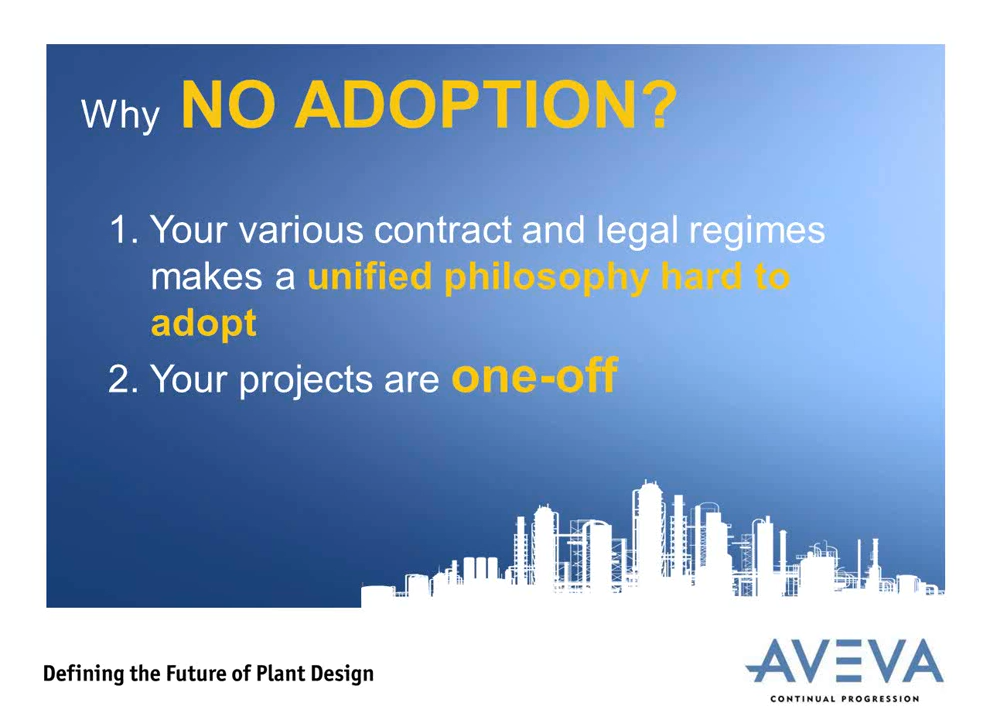 Why NO ADOPTION?
1. Your various contract and legal regimes
makes a unified philosophy hard to
adopt
2. Your projects are one-off
Defining the Future of Plant Design
AVEVA
CONTINUAL PROGRESSION